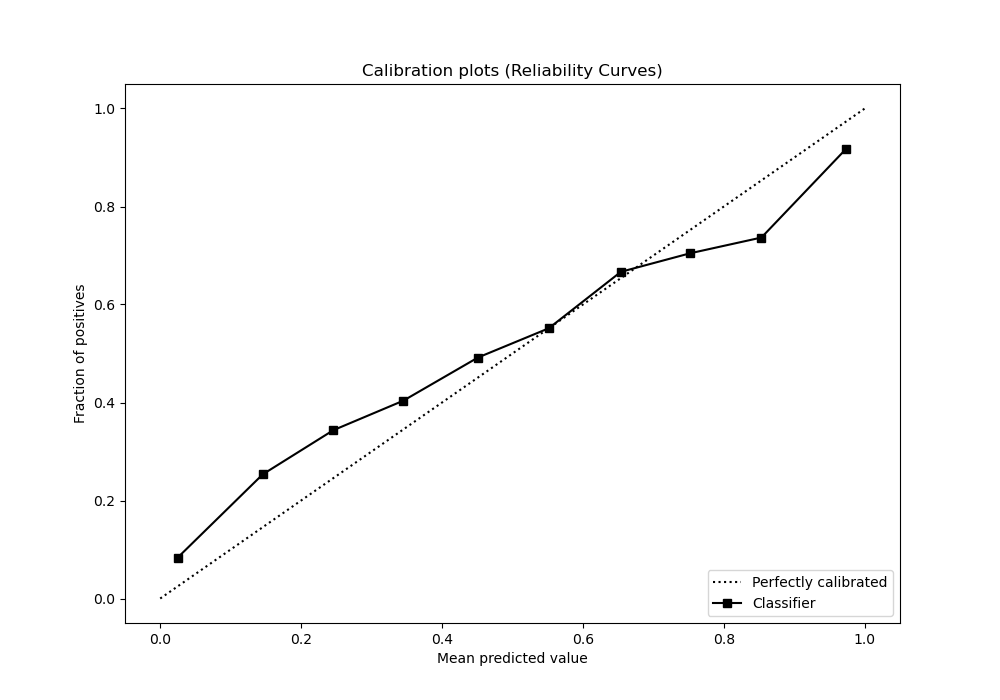 Calibration plots (Reliability Curves)
1.0
0.8
0.6
0.4
0.2
0.0
Fraction of positives
Perfectly calibrated
Classifier
0.0 0.2 0.4 0.6 0.8 1.0
Mean predicted value